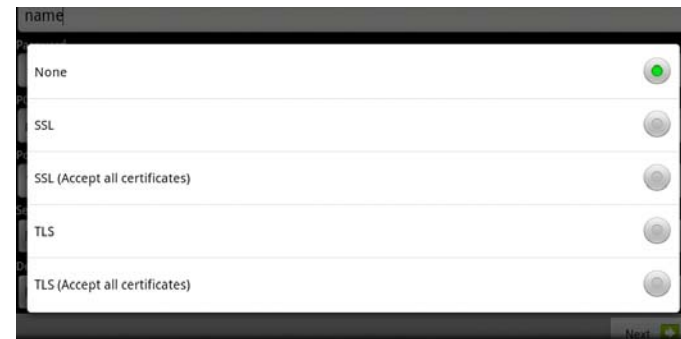 name
None
SSL
SSL (Accept all certificates)
TLS
TLS (Accept all certificates)
Next